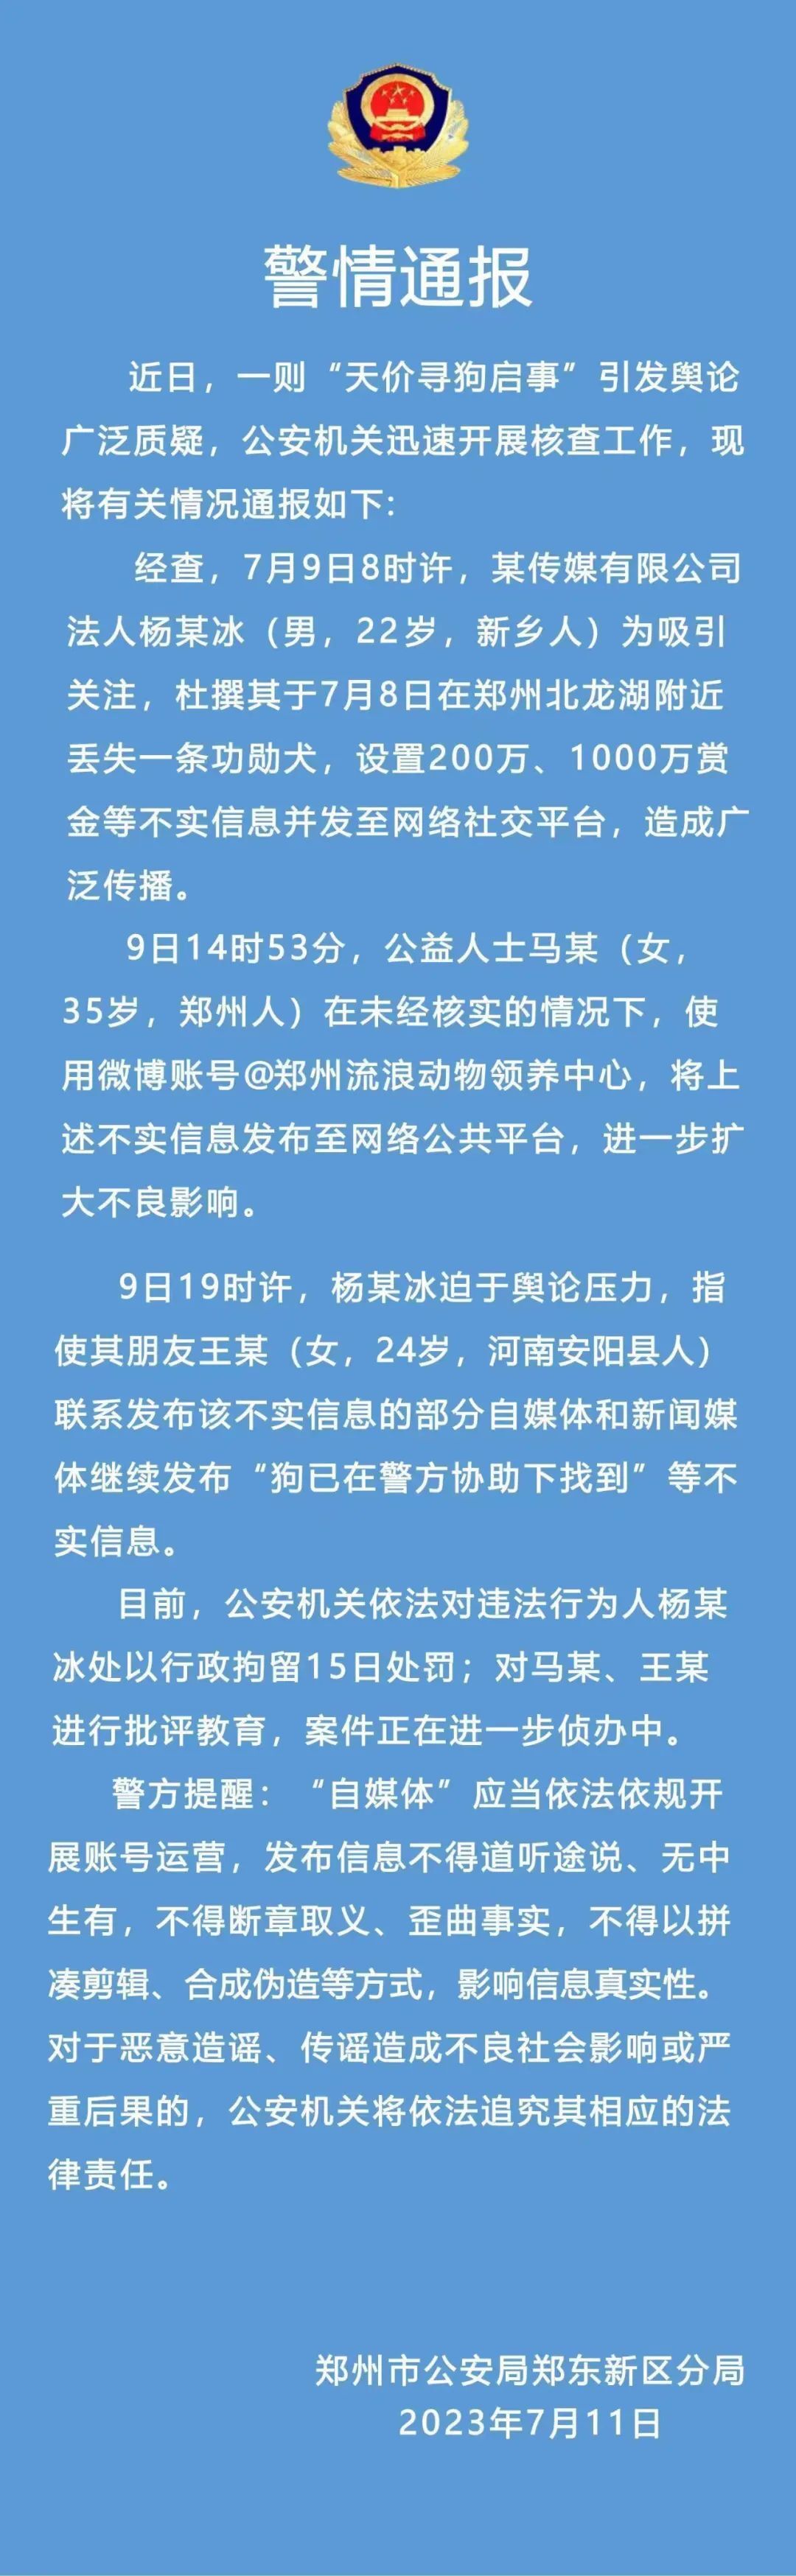 警情通报
近日，一则“天价寻狗启事”引发舆论
广泛质疑，公安机关迅速开展核查工作，现
将有关情况通报如下：
经查，7月9日8时许，某传媒有限公司
法人杨某冰（男，22岁，新乡人）为吸引
关注，杜撰其于7月8日在郑州北龙湖附近
丢失一条功勋犬，设置200万、1000万赏
金等不实信息并发至网络社交平台，造成广
泛传播。
9日14时53分，公益人士马某（女，
35岁，郑州人）在未经核实的情况下，使
用微博账号@郑州流浪动物领养中心，将上
述不实信息发布至网络公共平台，进一步扩
大不良影响。
9日19时许，杨某冰迫于舆论压力，指
使其朋友王某（女，24岁，河南安阳县人）
联系发布该不实信息的部分自媒体和新闻媒
体继续发布“狗已在警方协助下找到”等不
实信息。
目前，公安机关依法对违法行为人杨某
冰处以行政拘留15日处罚；对马某、王某
进行批评教育，案件正在进一步侦办中。
警方提醒：“自媒体”应当依法依规开
展账号运营，发布信息不得道听途说、无中
生有，不得断章取义、歪曲事实，不得以拼
凑剪辑、合成伪造等方式，影响信息真实性。
对于恶意造谣、传谣造成不良社会影响或严
重后果的，公安机关将依法追究其相应的法
律责任。
郑州市公安局郑东新区分局
2023年7月11日